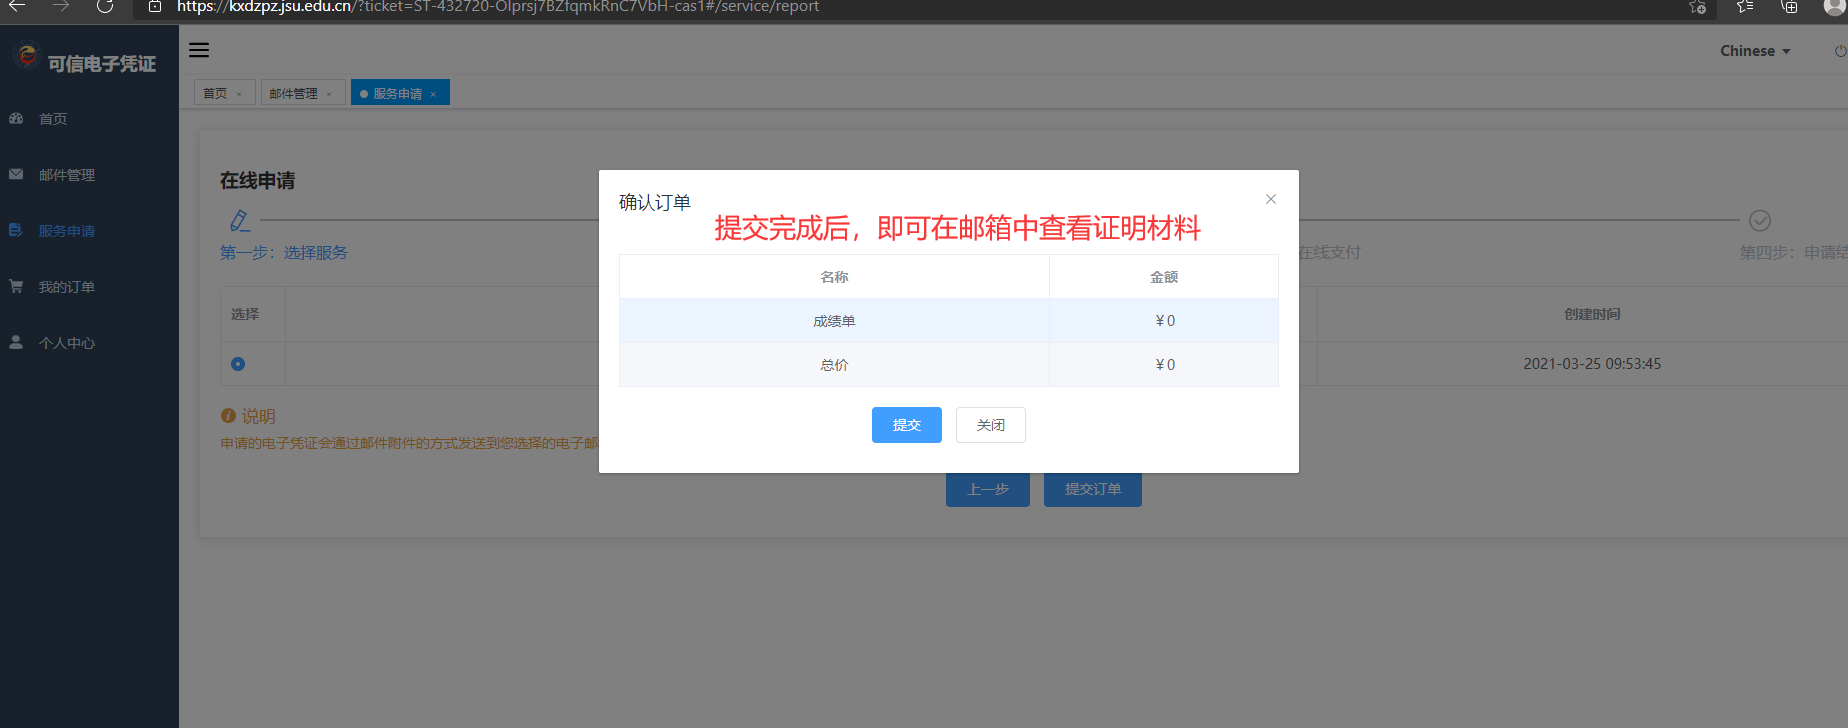 https://kxdzpz.jsu.edu.cn/?ticket=ST-432720-Olprsj7BZfqmkRnC7VbH-cas1#/service/report
可信电子凭证
Chinese
首页 × 邮件管理 × 服务申请 ×
首页
邮件管理
服务申请
我的订单
个人中心
在线申请
第一步：选择服务
在线支付
第四步：申请结
选择
创建时间
2021-03-25 09:53:45
说明
申请的电子凭证会通过邮件附件的方式发送到您选择的电子邮
上一步 提交订单
确认订单
提交完成后，即可在邮箱中查看证明材料
名称 金额
成绩单 ￥0
总价 ￥0
提交 关闭